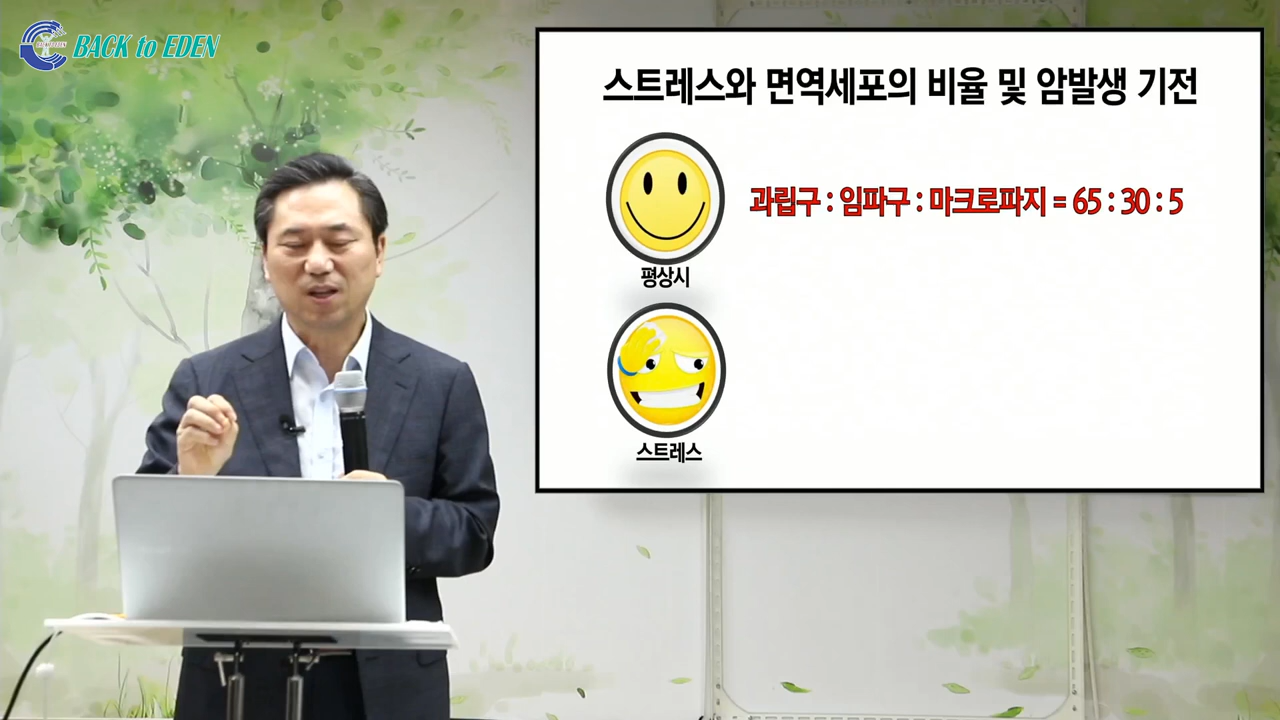 BACK to EDEN
스트레스와 면역세포의 비율 및 암발생 기전
과립구 : 임파구 : 마크로파지 = 65 : 30 : 5
평상시
스트레스